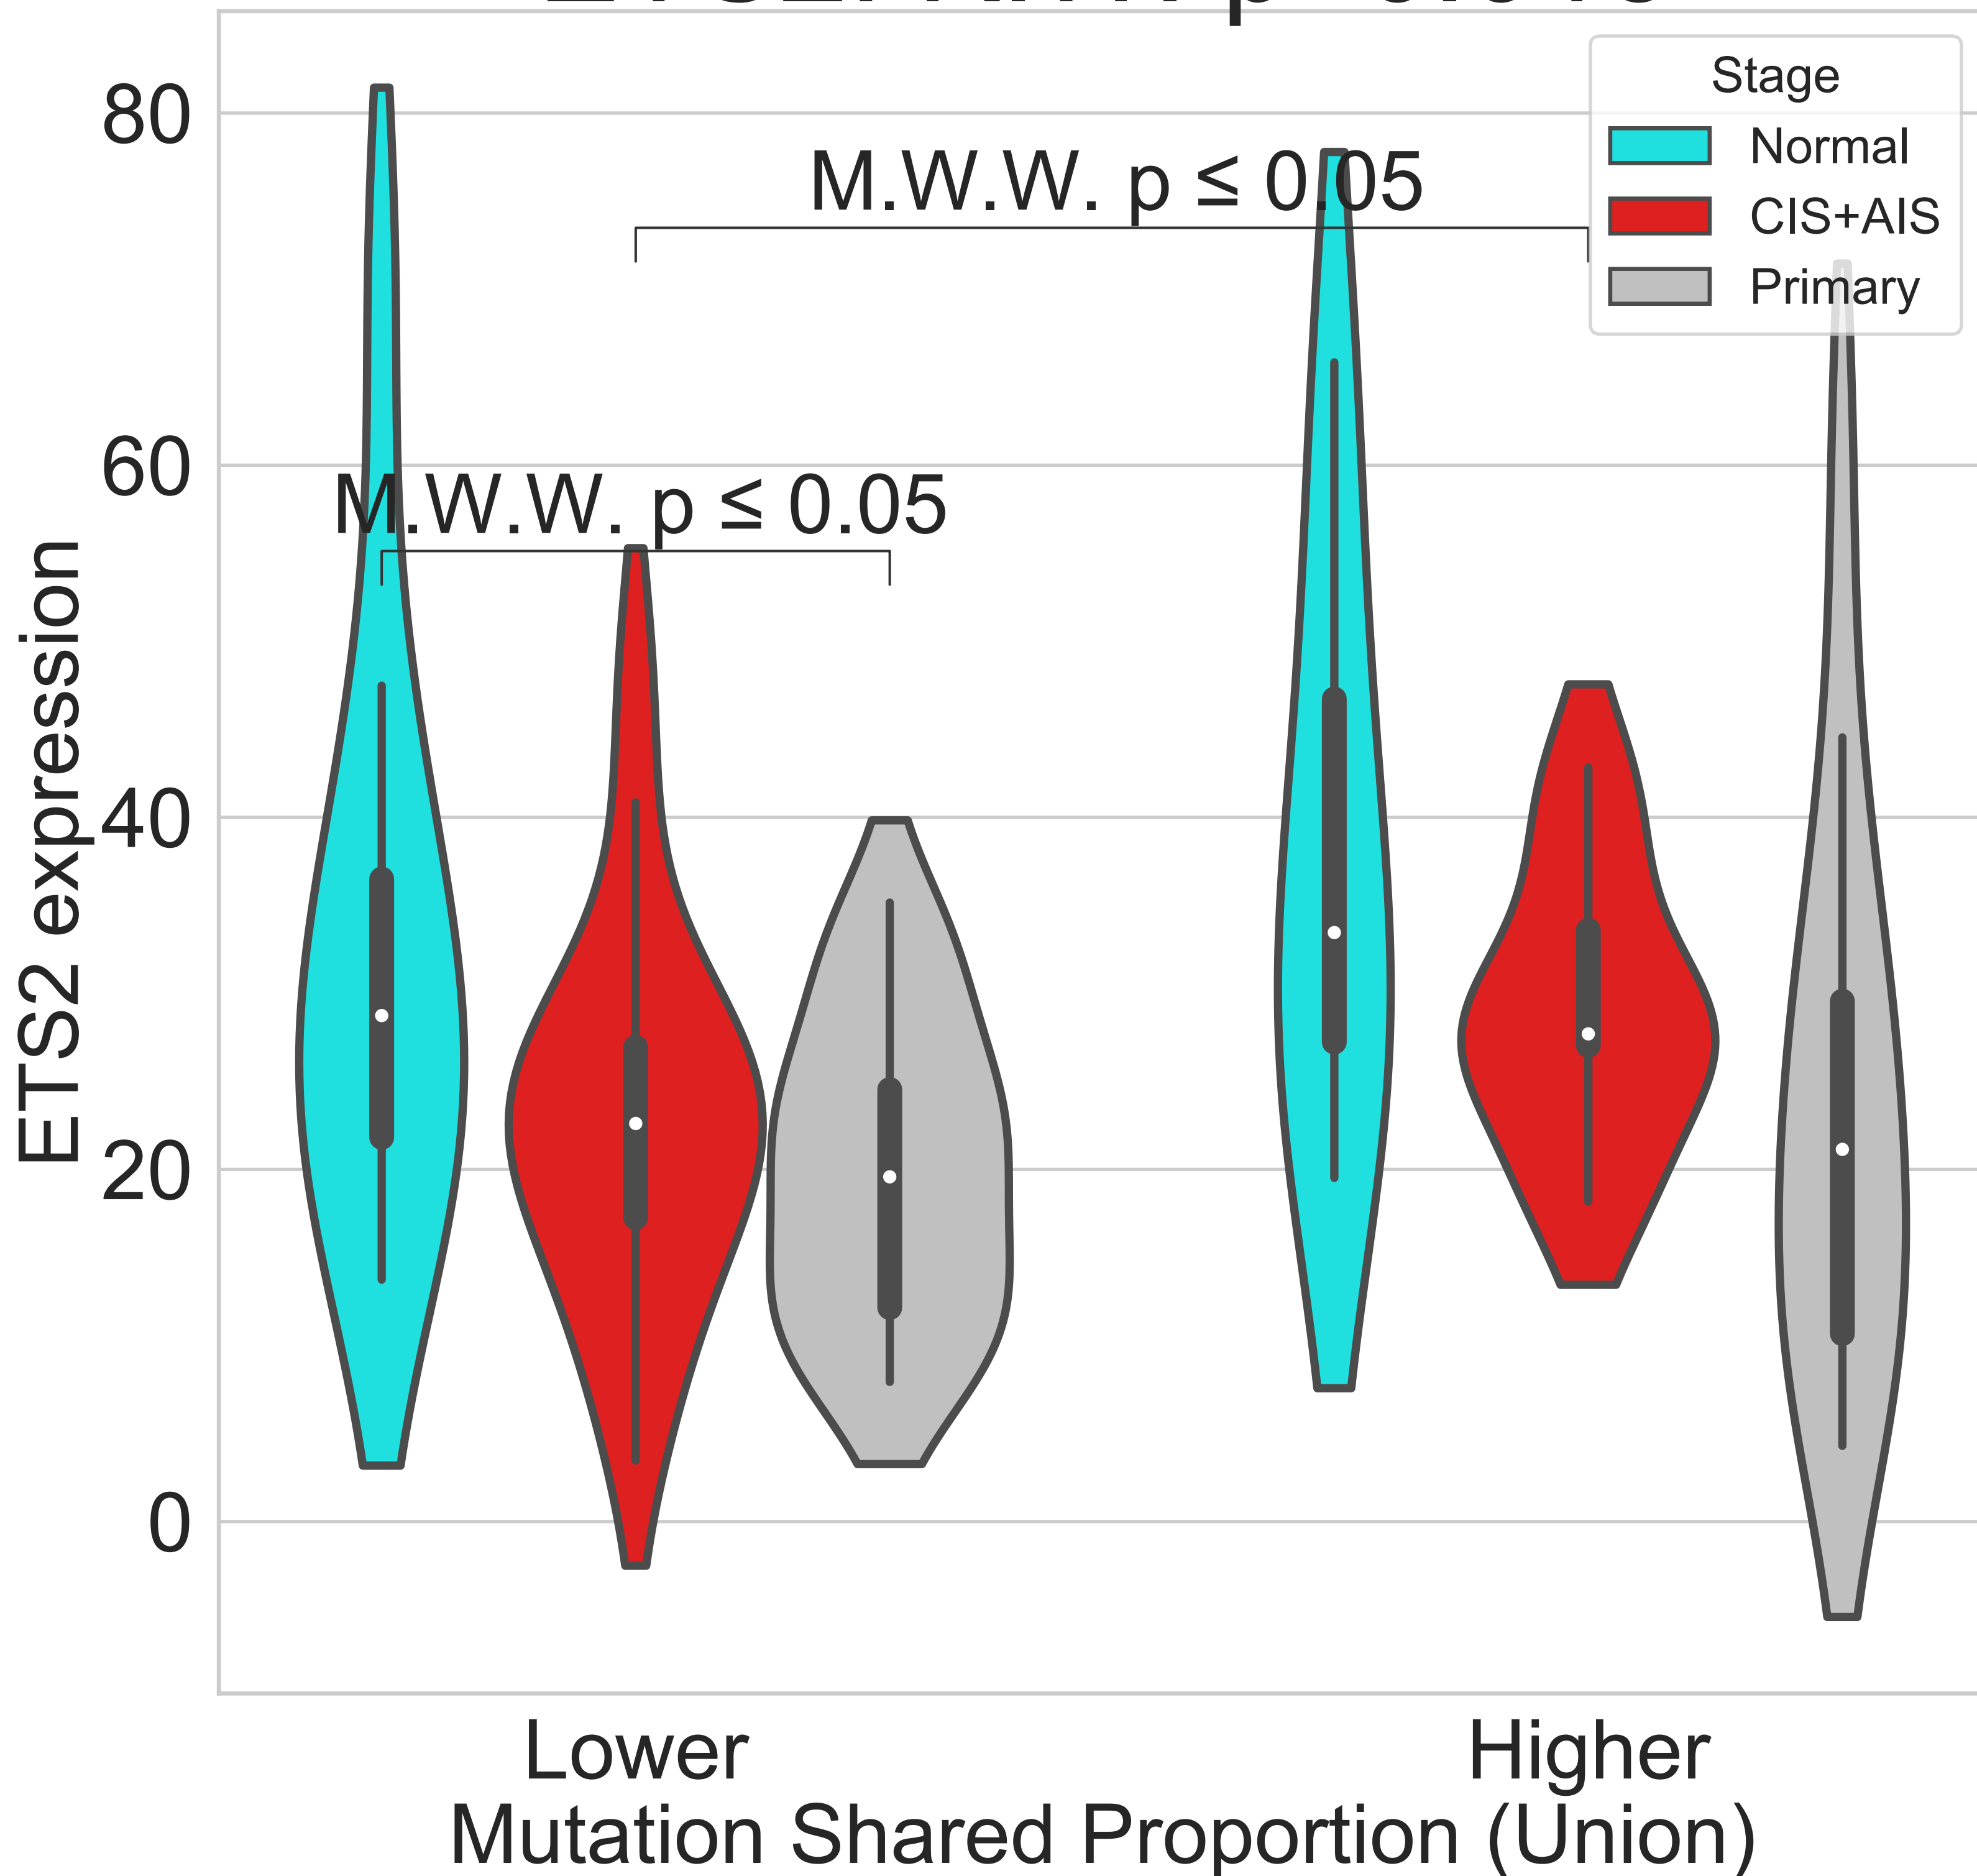 Stage
Normal
CIS+AIS
Primary
M.W.W. p ≤ 0.05
M.W.W. p ≤ 0.05
80
60
40
20
0
ETS2 expression
Lower
Higher
Mutation Shared Proportion (Union)